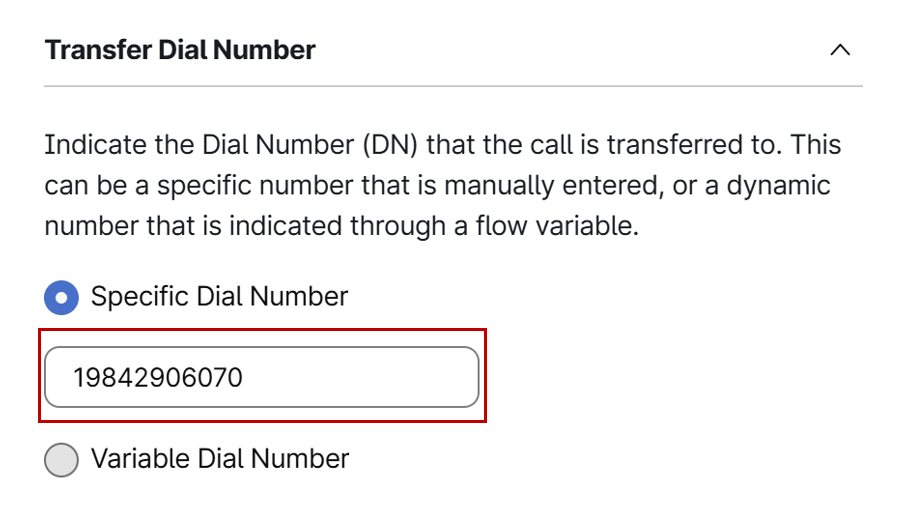 Transfer Dial Number
Indicate the Dial Number (DN) that the call is transferred to. This
can be a specific number that is manually entered, or a dynamic
number that is indicated through a flow variable.
Specific Dial Number
19842906070
Variable Dial Number